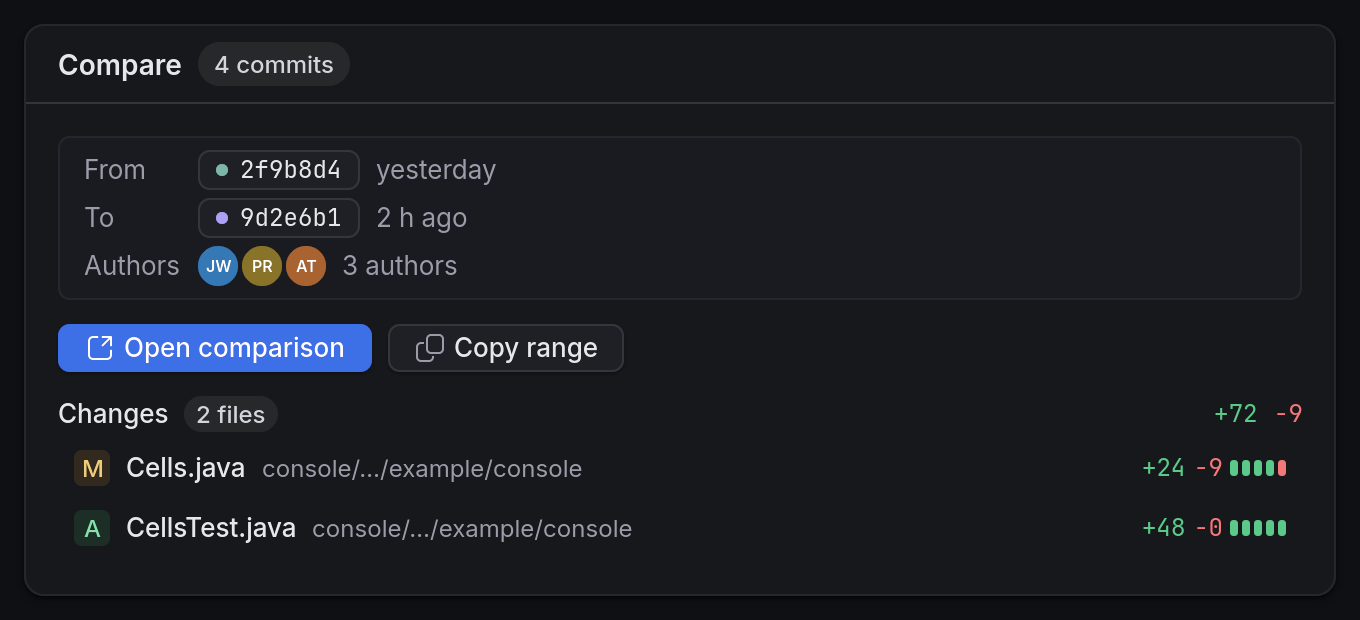 Compare 4 commits
From 2f9b8d4 yesterday
To 9d2e6b1 2 h ago
Authors JW PR AT 3 authors
Open comparison Copy range
Changes 2 files +72 -9
M Cells.java console/.../example/console +24 -9
A CellsTest.java console/.../example/console +48 -0